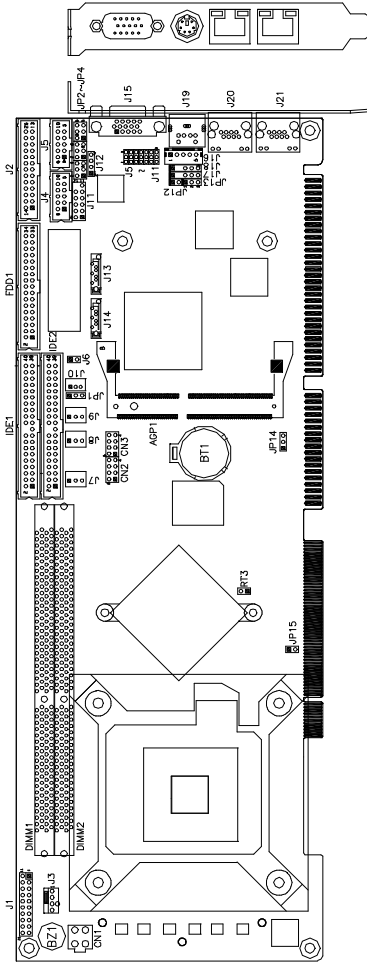 JP2~JP4
J15
J19
J20
J21
J2
J5
J4
J12
J11
J5
J11
JP12
JP13
FDD1
IDE2
J13
J14
J6
IDE1
J10
JP1
J9
J8
J7
CN3
CN2
AGP1
BT1
JP14
RT3
JP15
DIMM1
DIMM2
J1
J3
BZ1
CN1